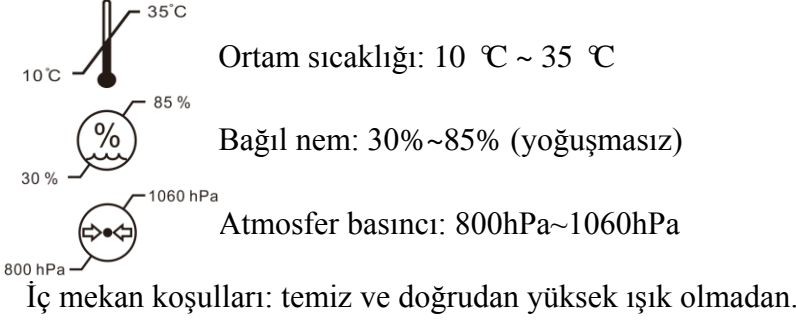 35°C
10°C
Ortam sıcaklığı: 10 ℃ ~ 35 ℃
85 %
%
30 %
Bağıl nem: 30%~85% (yoğuşmasız)
1060 hPa
800 hPa
Atmosfer basıncı: 800hPa~1060hPa
İç mekan koşulları: temiz ve doğrudan yüksek ışık olmadan.